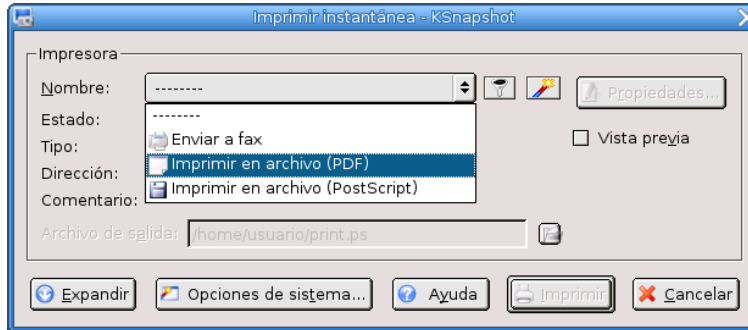 Imprimir instantánea - KSnapshot
Impresora
Nombre: --------
Propiedades...
Estado: --------
Enviar a fax
Vista previa
Tipo:
Imprimir en archivo (PDF)
Dirección:
Imprimir en archivo (PostScript)
Comentario:
Archivo de salida: /home/usuario/print.ps
Expandir Opciones de sistema... Ayuda Imprimir Cancelar